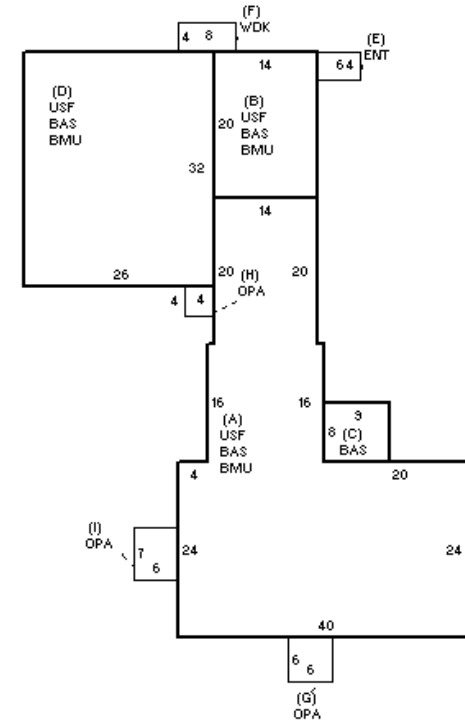 (F)
WDK
4 8
(E)
ENT
6 4
14
(D)
USF
BAS
BMU
(B)
USF
BAS
BMU
20
32
14
26
20
20
(H)
OPA
4
4
16
16
(A)
USF
BAS
BMU
9
8
(C)
BAS
4
20
(I)
OPA
7
6
24
24
40
6
6
(G)
OPA